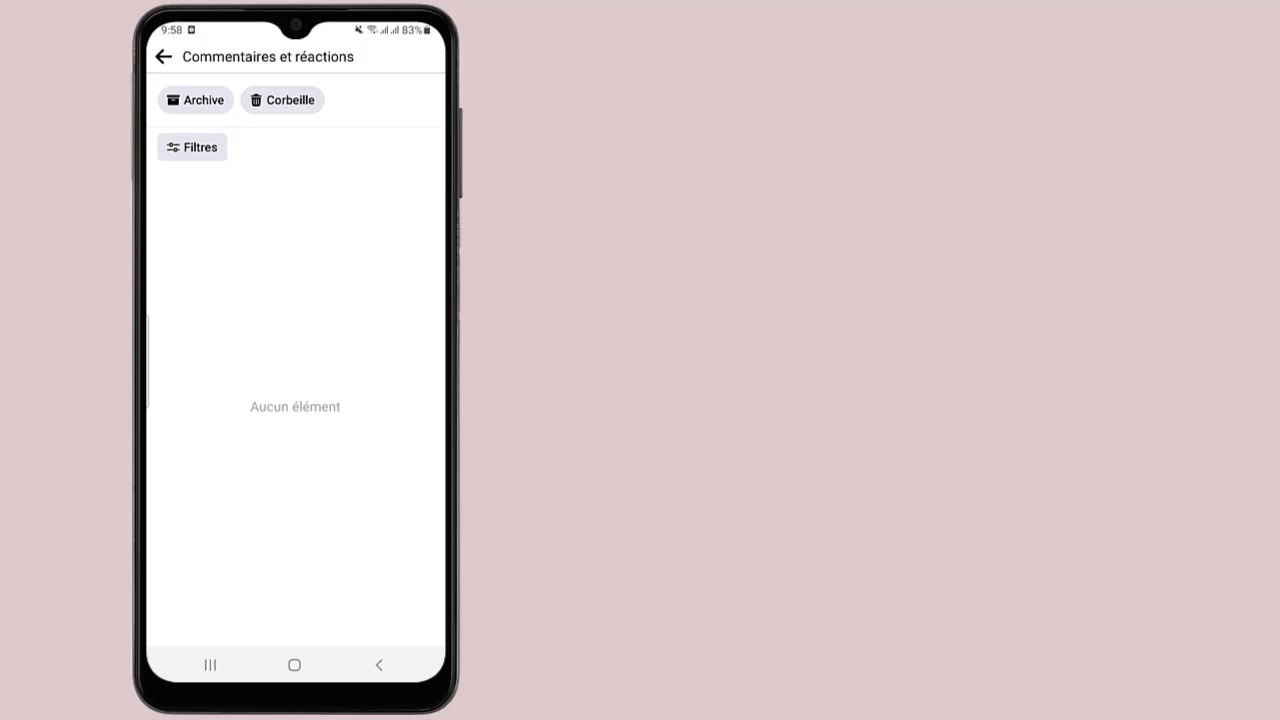 9:58 83%
Commentaires et réactions
Archive Corbeille
Filtres
Aucun élément